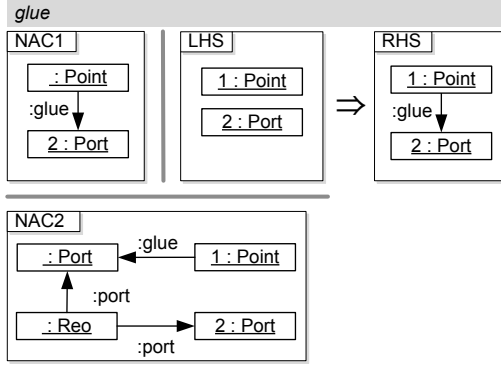 glue
NAC1
: Point
:glue
2 : Port
LHS
1 : Point
2 : Port
⇒
RHS
1 : Point
:glue
2 : Port
NAC2
: Port
:glue
1 : Point
:port
: Reo
:port
2 : Port